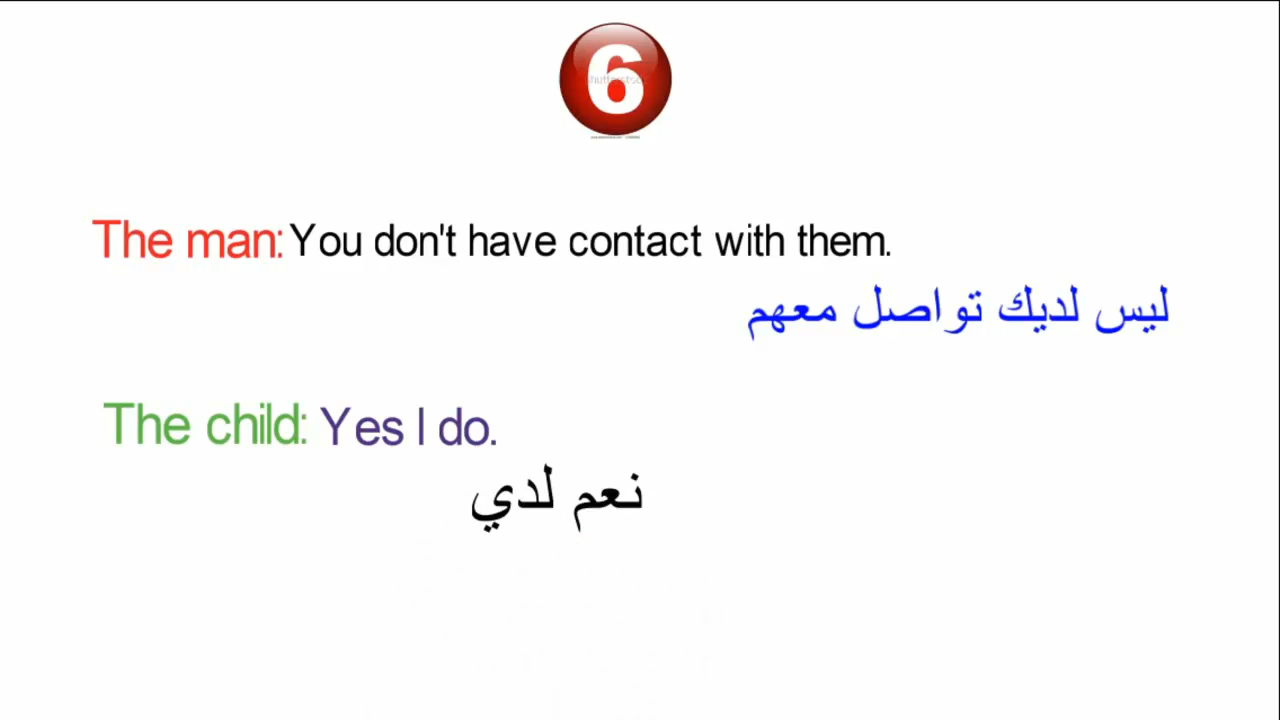 6
The man: You don't have contact with them.
ليس لديك تواصل معهم
The child: Yes I do.
نعم لدي